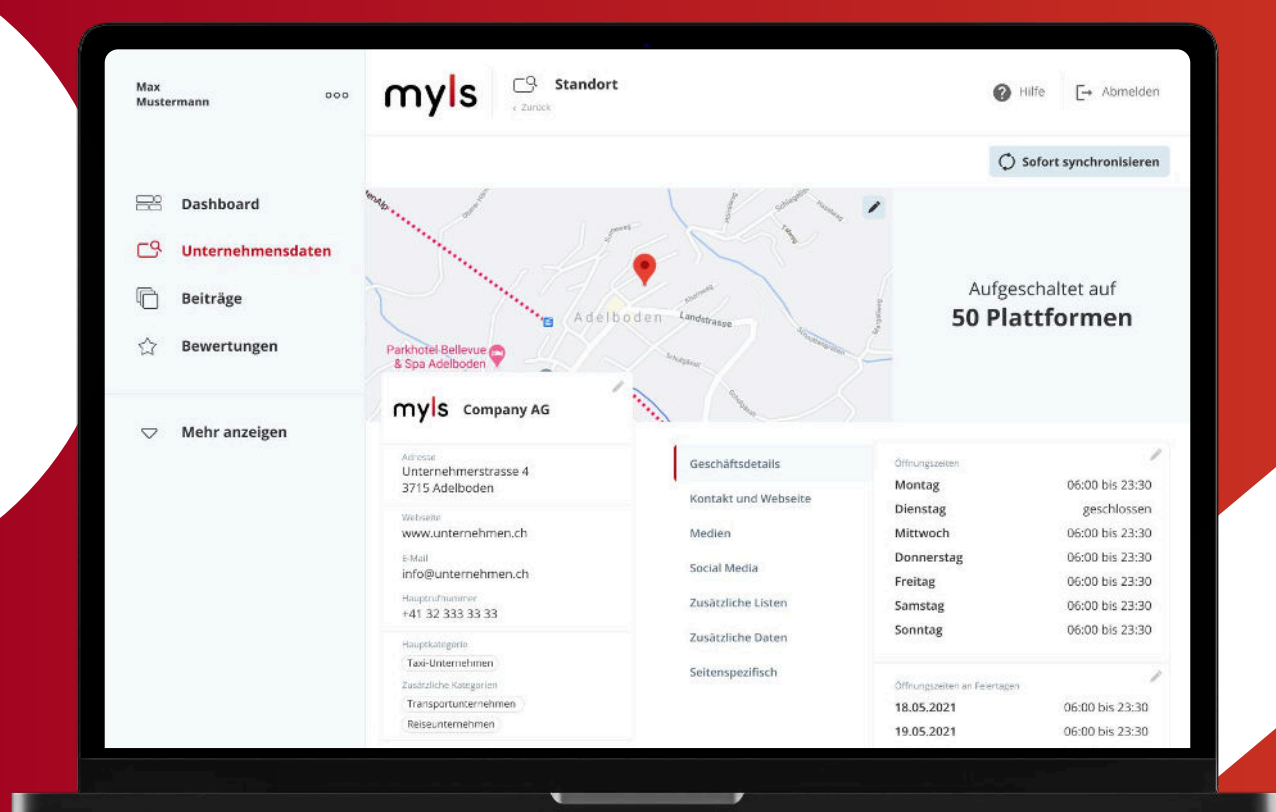 Max
Mustermann
myls
Standort
‹ Zurück
Hilfe
Abmelden
Sofort synchronisieren
Dashboard
Unternehmensdaten
Beiträge
Bewertungen
Mehr anzeigen
Adelboden
Landstrasse
Parkhotel Bellevue
& Spa Adelboden
Aufgeschaltet auf
50 Plattformen
myls Company AG
Adresse
Unternehmerstrasse 4
3715 Adelboden
Webseite
www.unternehmen.ch
E-Mail
info@unternehmen.ch
Hauptrufnummer
+41 32 333 33 33
Hauptkategorie
Taxi-Unternehmen
Zusätzliche Kategorien
Transportunternehmen
Reiseunternehmen
Geschäftsdetails
Kontakt und Webseite
Medien
Social Media
Zusätzliche Listen
Zusätzliche Daten
Seitenspezifisch
Öffnungszeiten
Montag 06:00 bis 23:30
Dienstag geschlossen
Mittwoch 06:00 bis 23:30
Donnerstag 06:00 bis 23:30
Freitag 06:00 bis 23:30
Samstag 06:00 bis 23:30
Sonntag 06:00 bis 23:30
Öffnungszeiten an Feiertagen
18.05.2021 06:00 bis 23:30
19.05.2021 06:00 bis 23:30